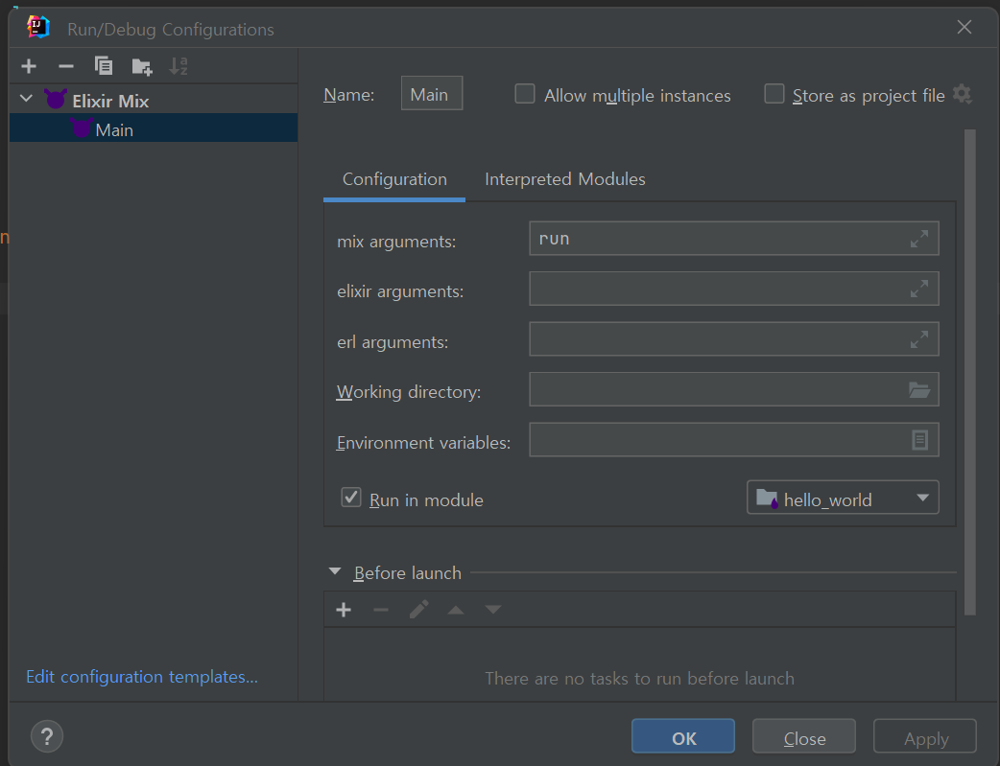 Run/Debug Configurations
Elixir Mix
Main
Edit configuration templates...
Name: Main Allow multiple instances Store as project file
Configuration Interpreted Modules
mix arguments: run
elixir arguments:
erl arguments:
Working directory:
Environment variables:
Run in module hello_world
Before launch
There are no tasks to run before launch
? OK Close Apply